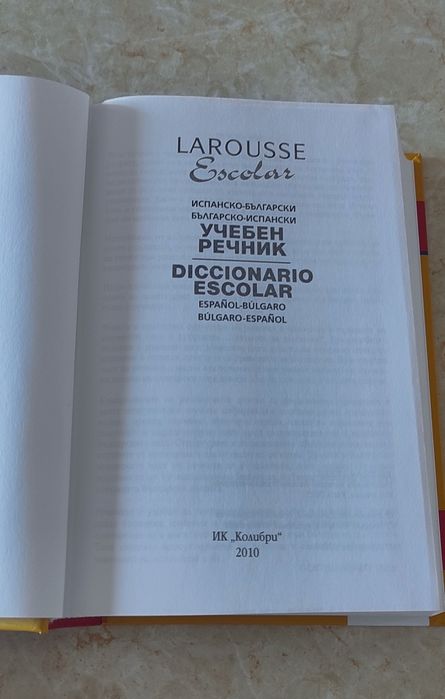 LAROUSSE
Escolar
ИСПАНСКО-БЪЛГАРСКИ
БЪЛГАРСКО-ИСПАНСКИ
УЧЕБЕН
РЕЧНИК
DICCIONARIO
ESCOLAR
ESPAÑOL-BÚLGARO
BÚLGARO-ESPAÑOL
ИК „Колибри“
2010